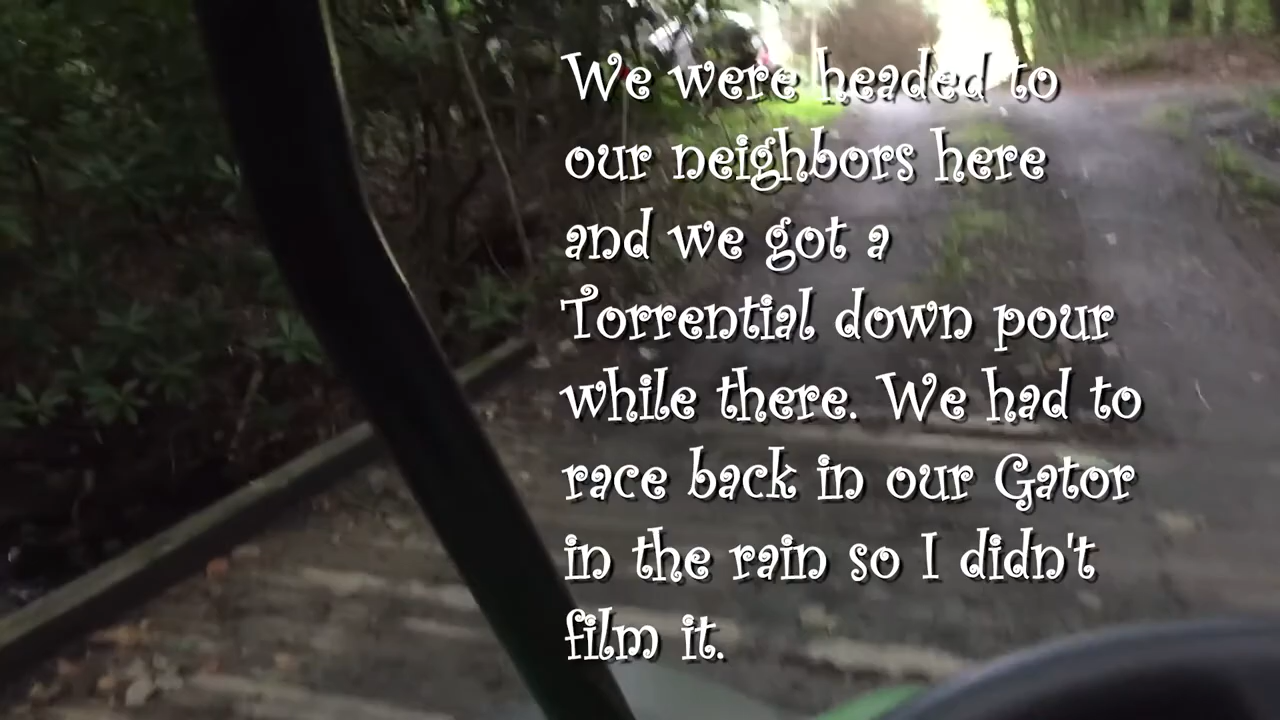 We were headed to
our neighbors here
and we got a
Torrential down pour
while there. We had to
race back in our Gator
in the rain so I didn't
film it.